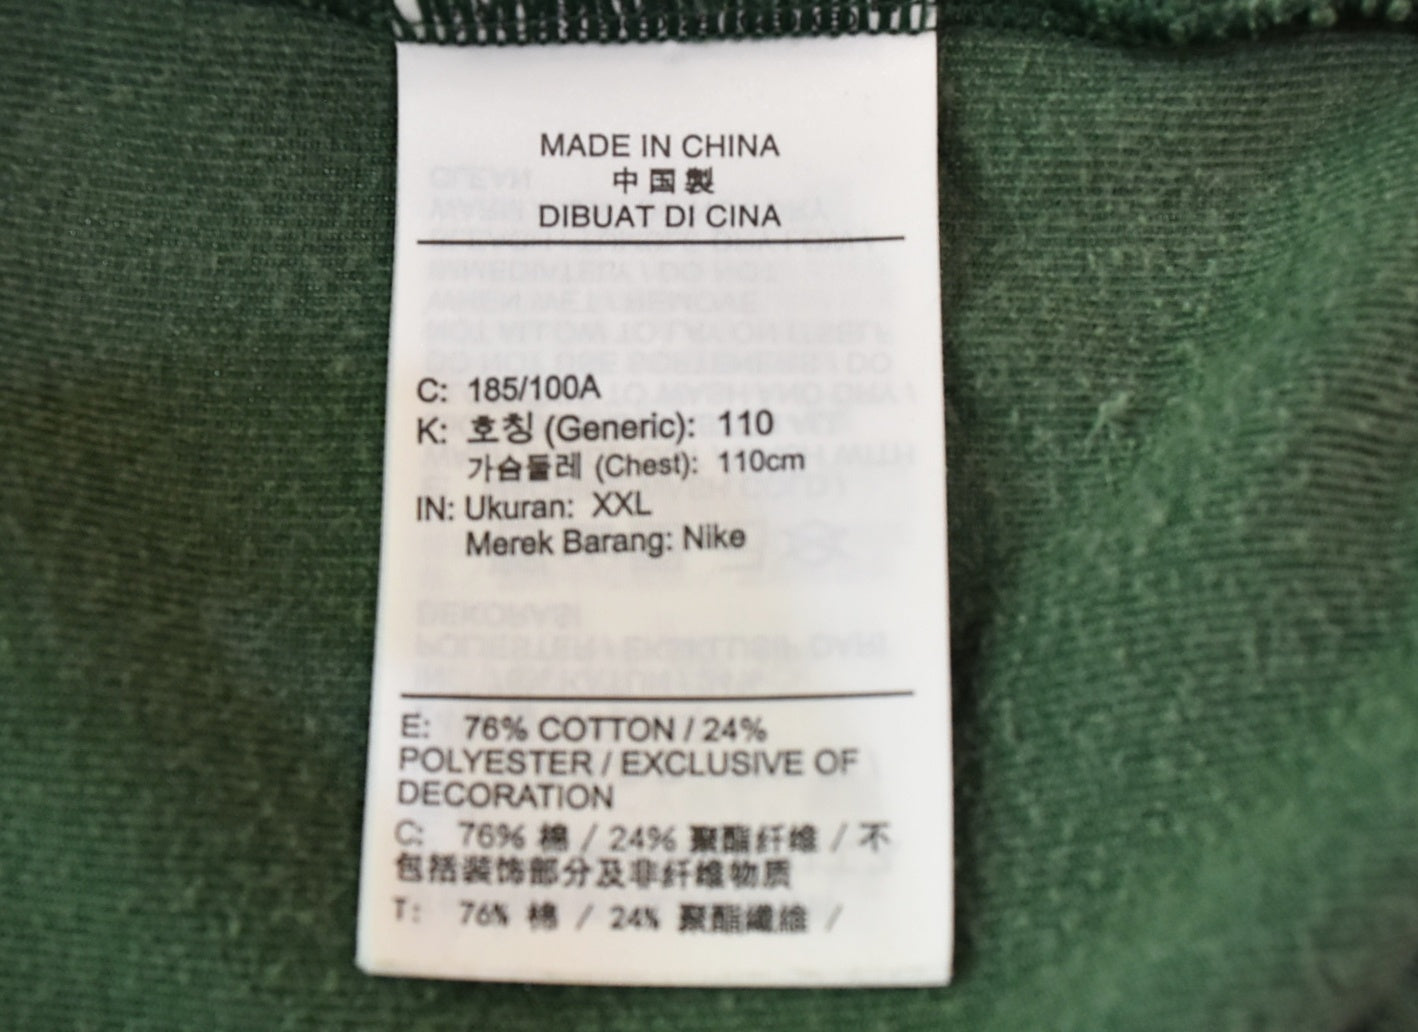 MADE IN CHINA
中国製
DIBUAT DI CINA
C: 185/100A
K: 호칭 (Generic): 110
가슴둘레 (Chest): 110cm
IN: Ukuran: XXL
Merek Barang: Nike
E: 76% COTTON / 24%
POLYESTER / EXCLUSIVE OF
DECORATION
C: 76% 棉 / 24% 聚酯纤维 / 不
包括装饰部分及非纤维物质
T: 76% 棉 / 24% 聚酯纖維 /